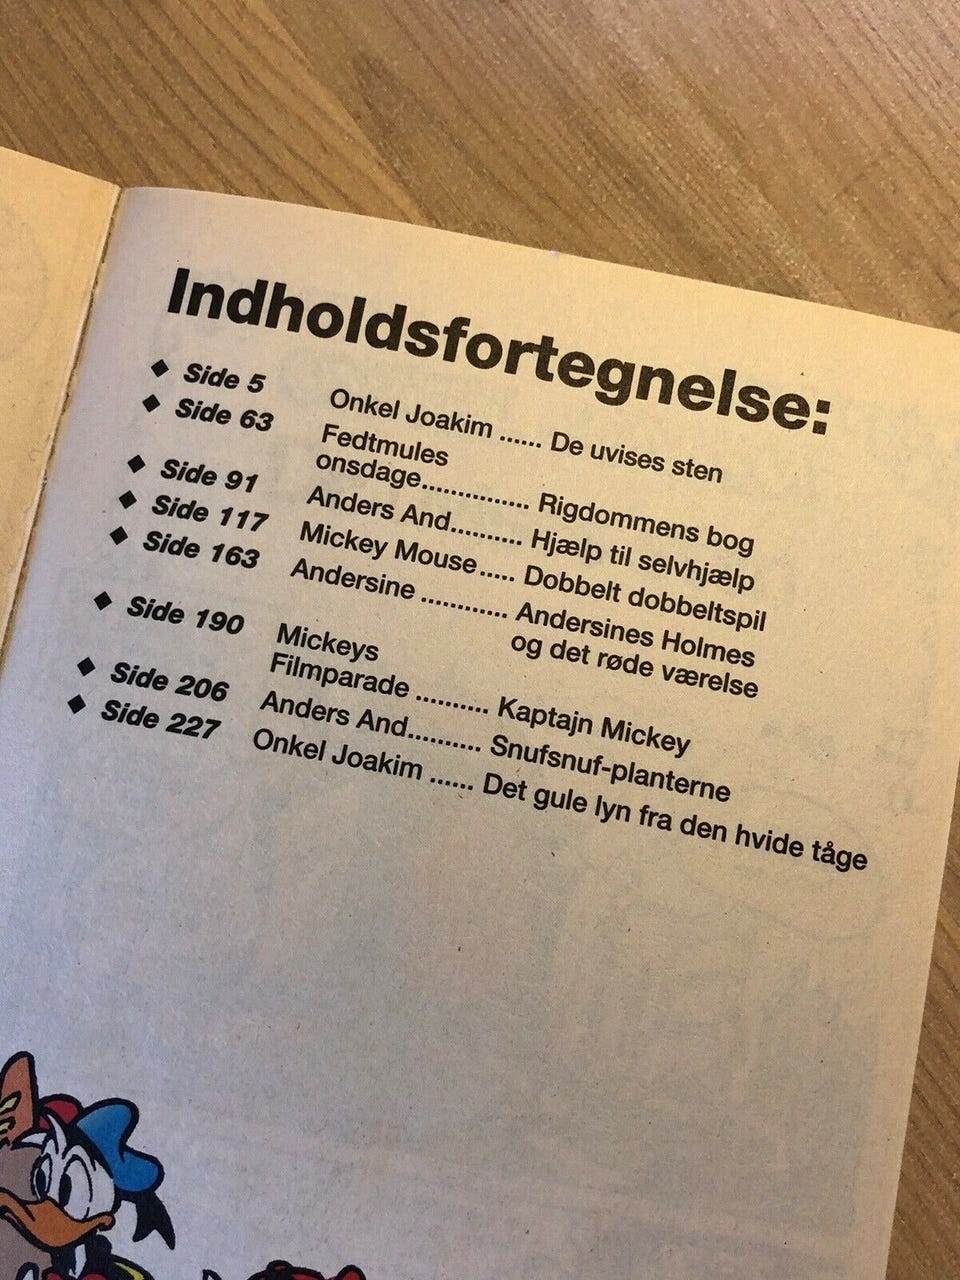 Indholdsfortegnelse:
◆ Side 5 Onkel Joakim ...... De uvises sten
◆ Side 63 Fedtmules
onsdage............... Rigdommens bog
◆ Side 91 Anders And.......... Hjælp til selvhjælp
◆ Side 117 Mickey Mouse..... Dobbelt dobbeltspil
◆ Side 163 Andersine ............ Andersines Holmes
og det røde værelse
◆ Side 190 Mickeys
Filmparade .......... Kaptajn Mickey
◆ Side 206 Anders And.......... Snufsnuf-planterne
◆ Side 227 Onkel Joakim ...... Det gule lyn fra den hvide tåge